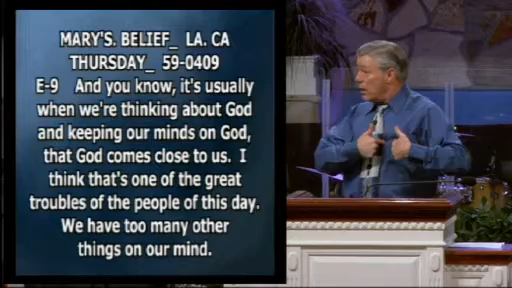 MARY'S. BELIEF_ LA. CA
THURSDAY_ 59-0409
E-9 And you know, it's usually
when we're thinking about God
and keeping our minds on God,
that God comes close to us. I
think that's one of the great
troubles of the people of this day.
We have too many other
things on our mind.